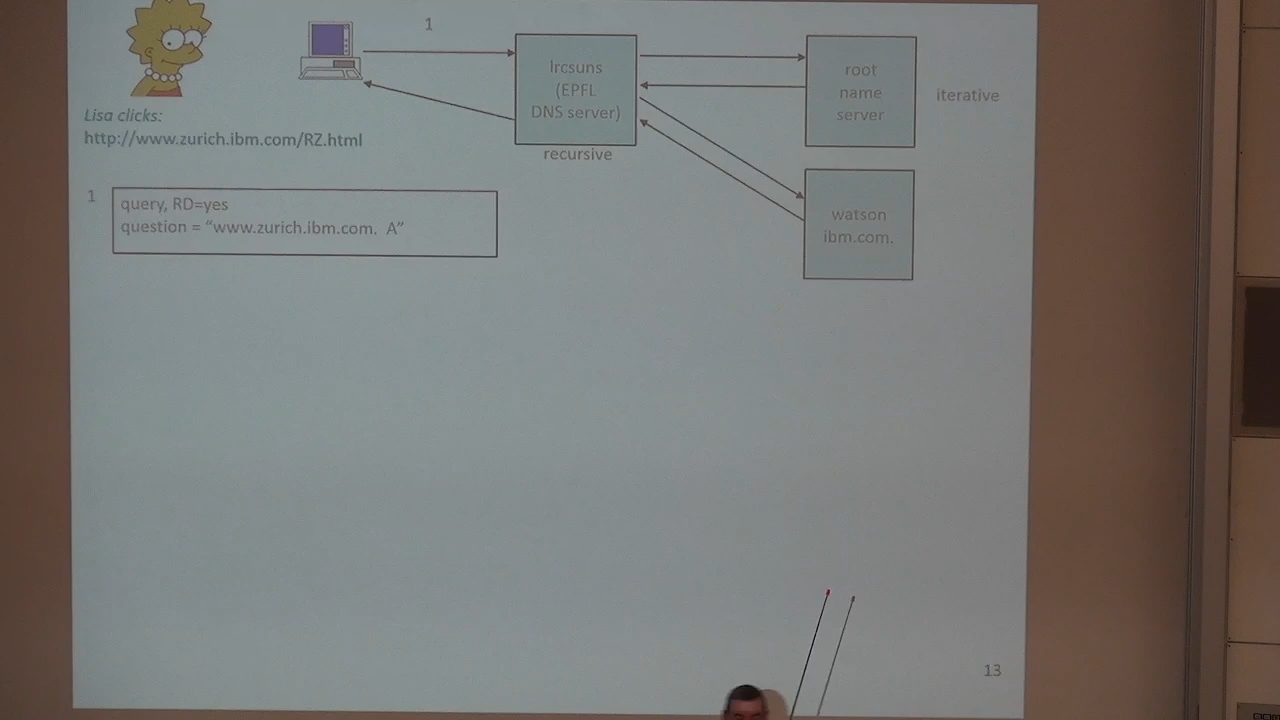 1
lrcsuns
(EPFL
DNS server)
recursive
root
name
server
iterative
Lisa clicks:
http://www.zurich.ibm.com/RZ.html
1
query, RD=yes
question = “www.zurich.ibm.com.  A”
watson
ibm.com.
13